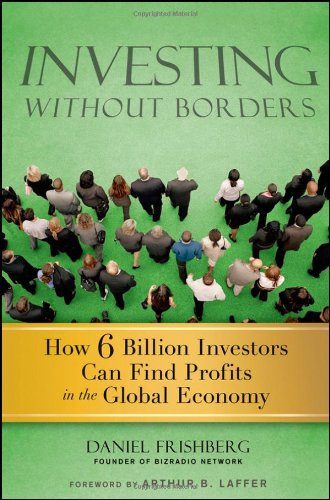 INVESTING
WITHOUT BORDERS
How 6 Billion Investors
Can Find Profits
in the Global Economy
DANIEL FRISHBERG
FOUNDER OF BIZRADIO NETWORK
FOREWORD BY ARTHUR B. LAFFER